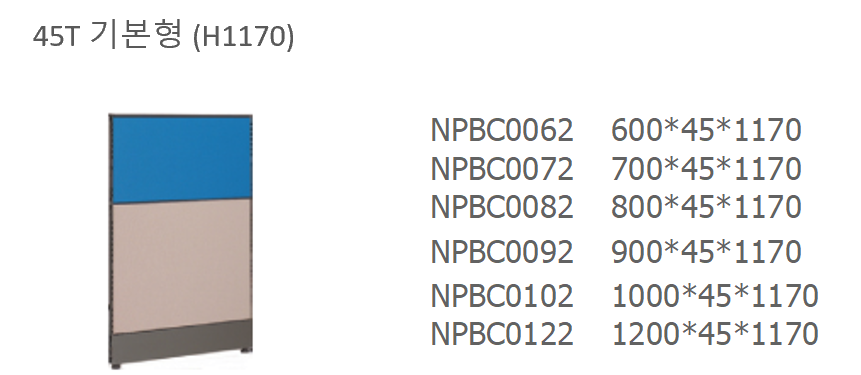 45T 기본형 (H1170)
NPBC0062 600*45*1170
NPBC0072 700*45*1170
NPBC0082 800*45*1170
NPBC0092 900*45*1170
NPBC0102 1000*45*1170
NPBC0122 1200*45*1170